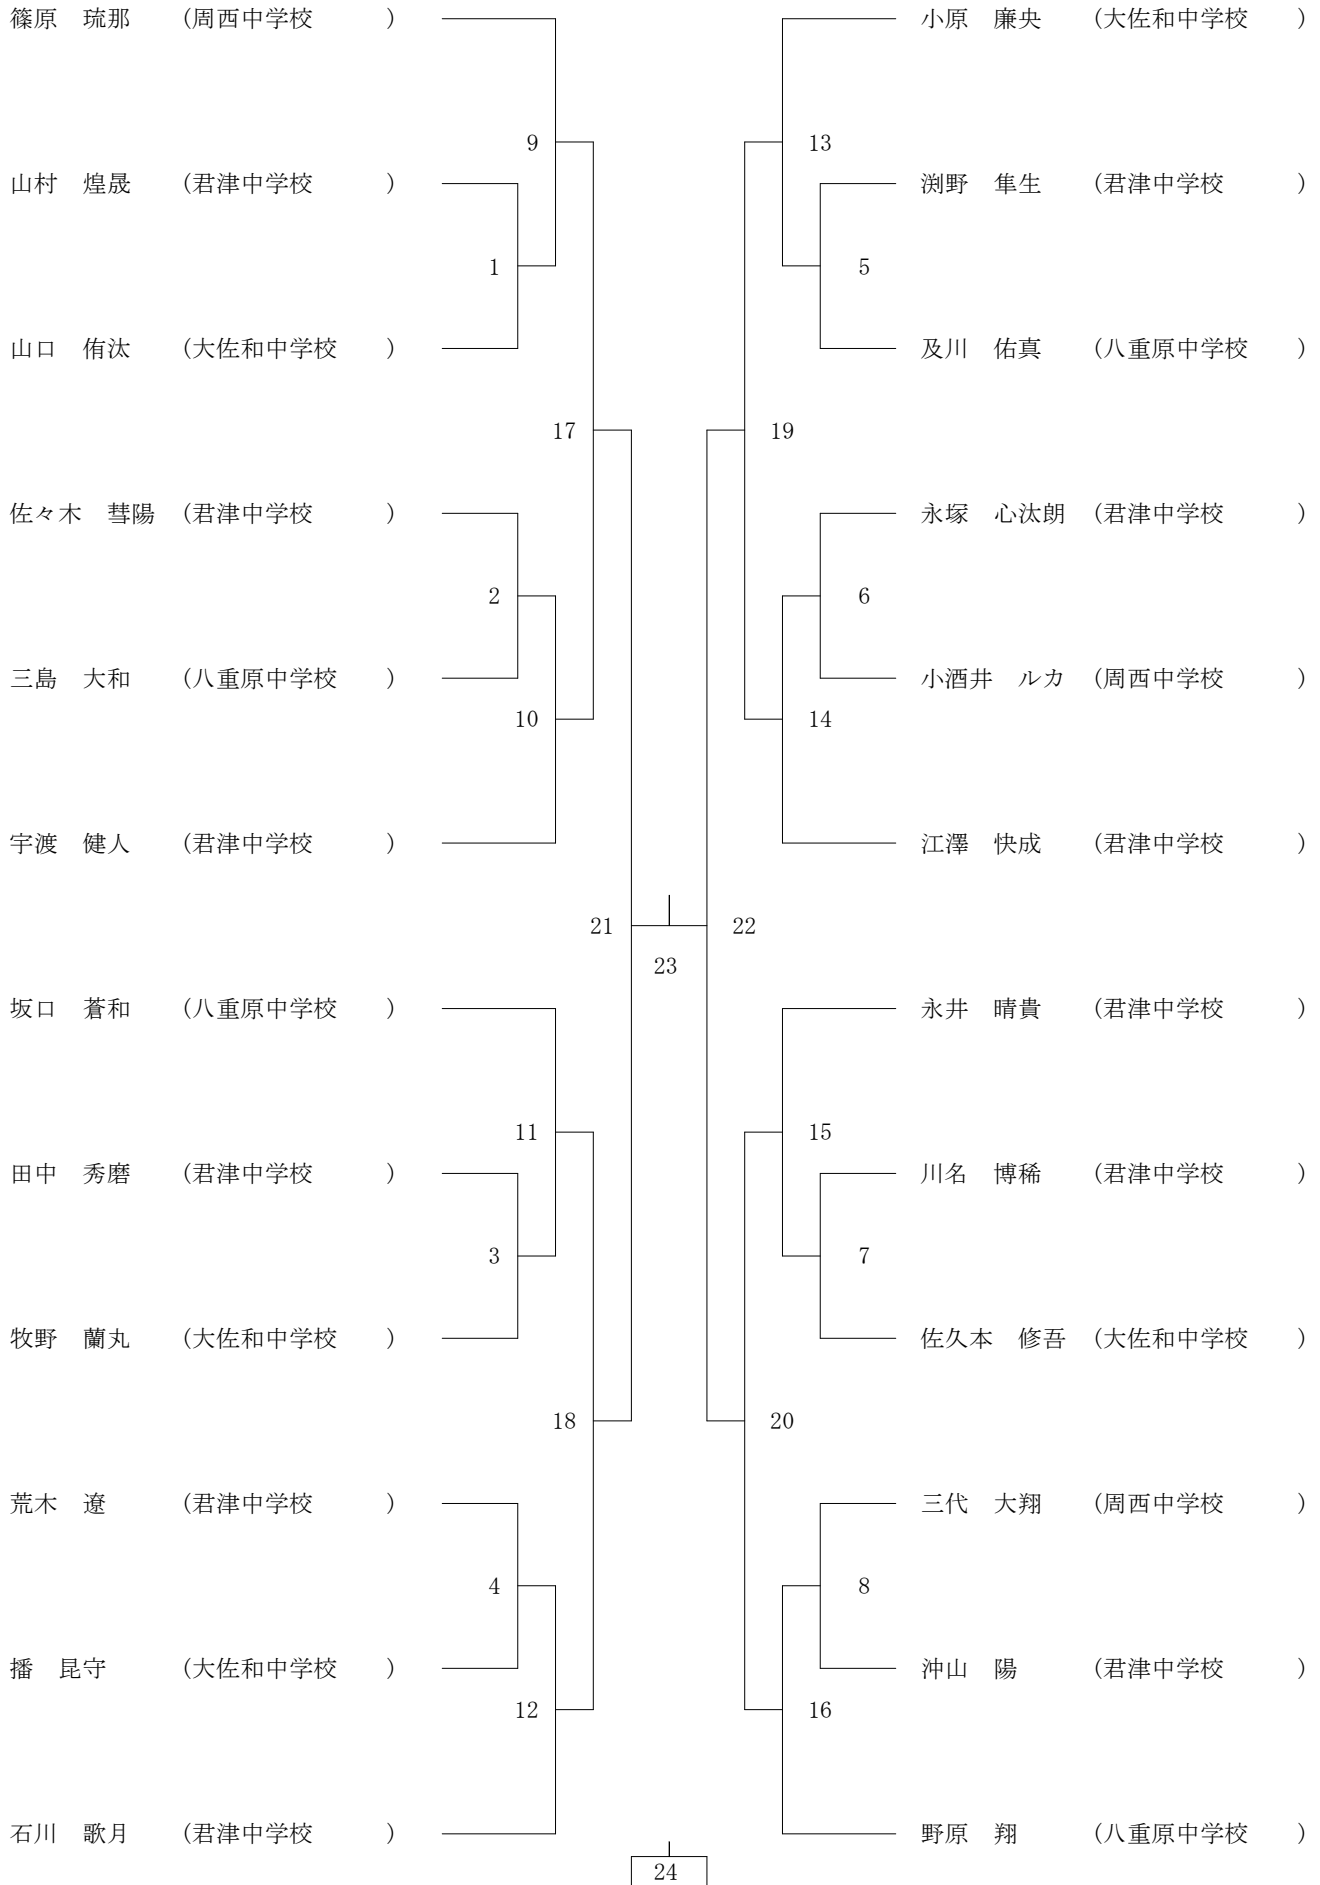 篠原　琉那　(周西中学校　　　)
9
山村　煌晟　(君津中学校　　　)
1
山口　侑汰　(大佐和中学校　　)
17
佐々木　彗陽　(君津中学校　　　)
2
三島　大和　(八重原中学校　　)
10
宇渡　健人　(君津中学校　　　)
21
坂口　蒼和　(八重原中学校　　)
11
田中　秀磨　(君津中学校　　　)
3
牧野　蘭丸　(大佐和中学校　　)
18
荒木　遼　(君津中学校　　　)
4
播　昆守　(大佐和中学校　　)
12
石川　歌月　(君津中学校　　　)
23
24
小原　廉央　(大佐和中学校　　)
13
渕野　隼生　(君津中学校　　　)
5
及川　佑真　(八重原中学校　　)
19
永塚　心汰朗　(君津中学校　　　)
6
小酒井　ルカ　(周西中学校　　　)
14
江澤　快成　(君津中学校　　　)
22
永井　晴貴　(君津中学校　　　)
15
川名　博稀　(君津中学校　　　)
7
佐久本　修吾　(大佐和中学校　　)
20
三代　大翔　(周西中学校　　　)
8
沖山　陽　(君津中学校　　　)
16
野原　翔　(八重原中学校　　)